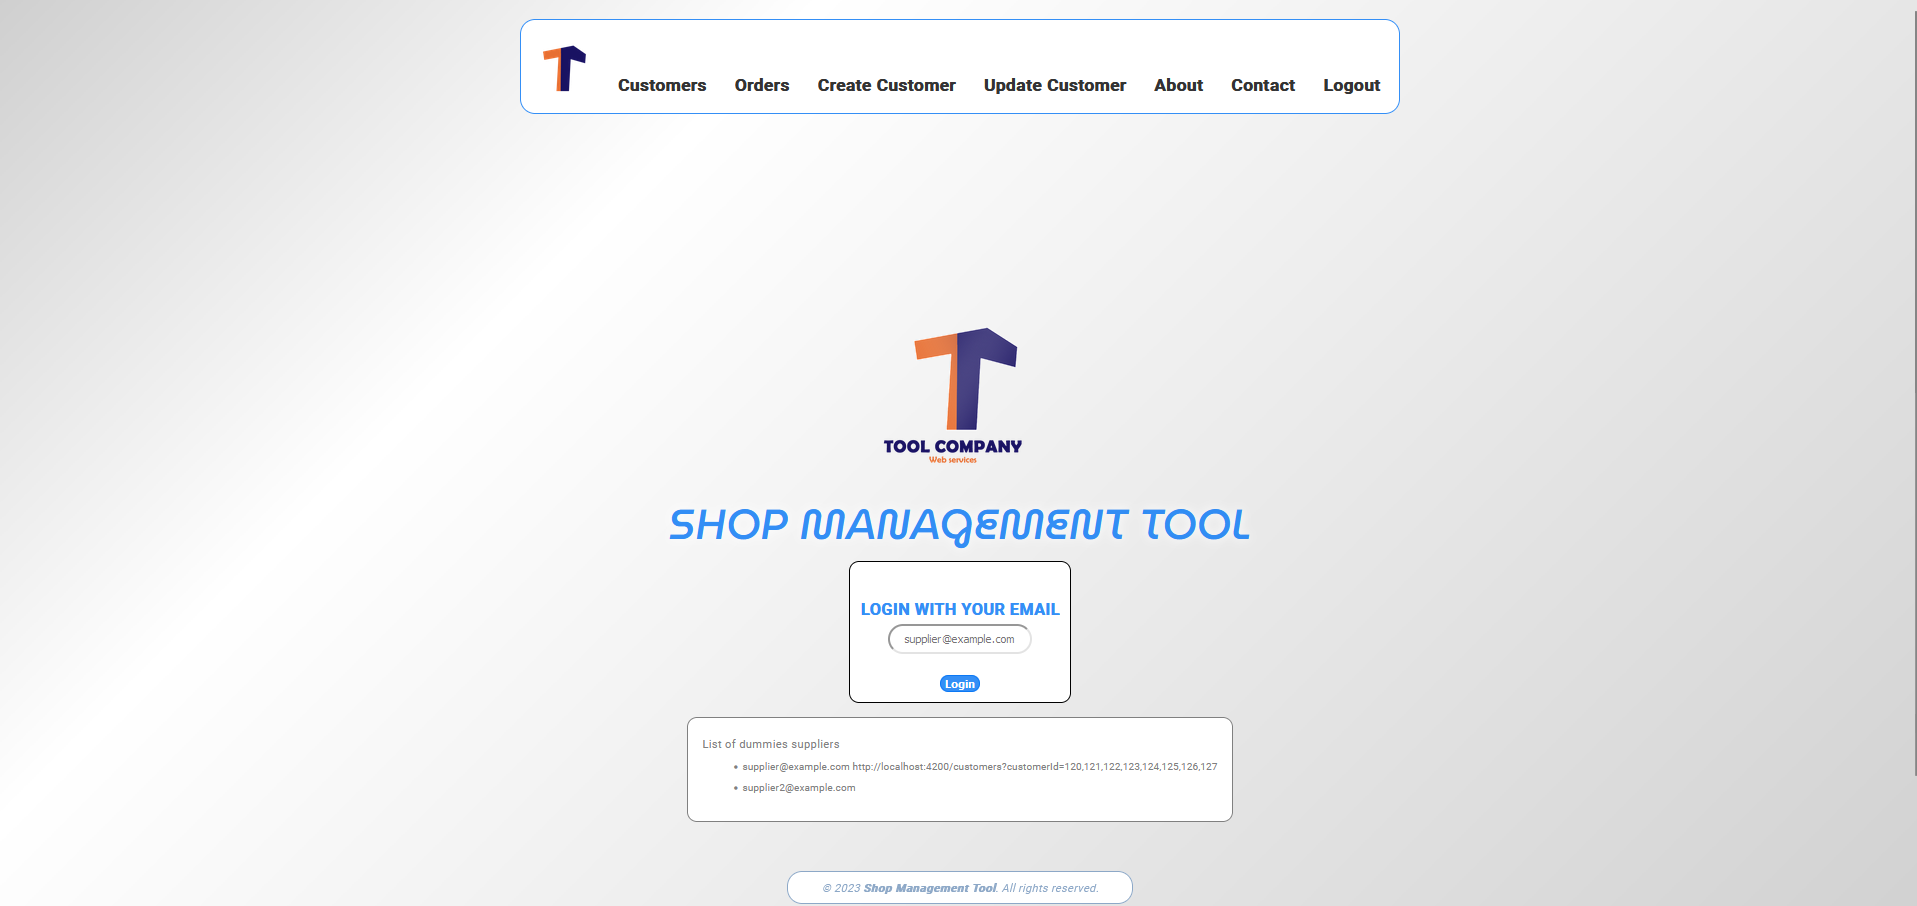 Customers Orders Create Customer Update Customer About Contact Logout
TOOL COMPANY
Web services
SHOP MANAGEMENT TOOL
LOGIN WITH YOUR EMAIL
supplier@example.com
Login
List of dummies suppliers
supplier@example.com http://localhost:4200/customers?customerId=120,121,122,123,124,125,126,127
supplier2@example.com
© 2023 Shop Management Tool. All rights reserved.